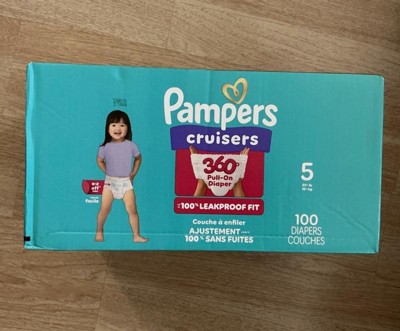 Pampers
cruisers
360°
Pull-On
Diaper
100% LEAKPROOF FIT
Couche à enfiler
AJUSTEMENT
100% SANS FUITES
5
100
DIAPERS
COUCHES
facile